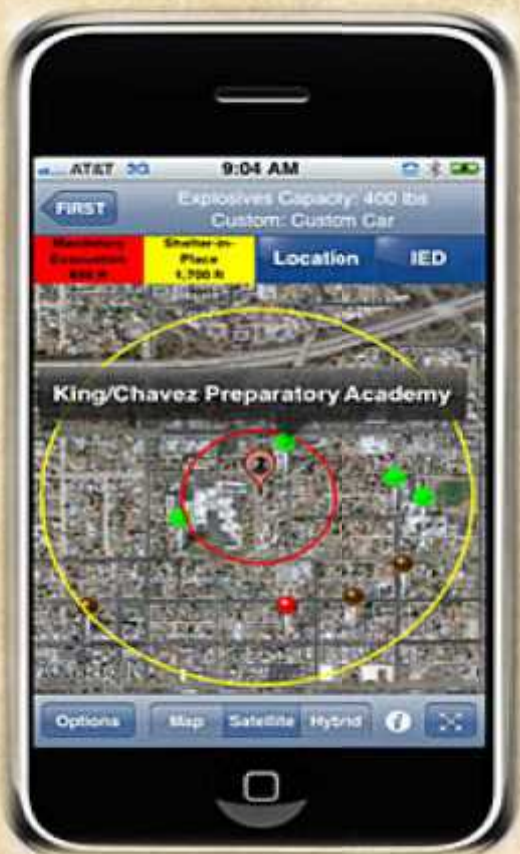 AT&T 3G 9:04 AM
FIRST
Explosives Capacity: 400 lbs
Custom: Custom Car
Mandatory
Evacuation
Shelter-in-
Place
1,700 ft
Location
IED
King/Chavez Preparatory Academy
Options
Map
Satellite
Hybrid
i